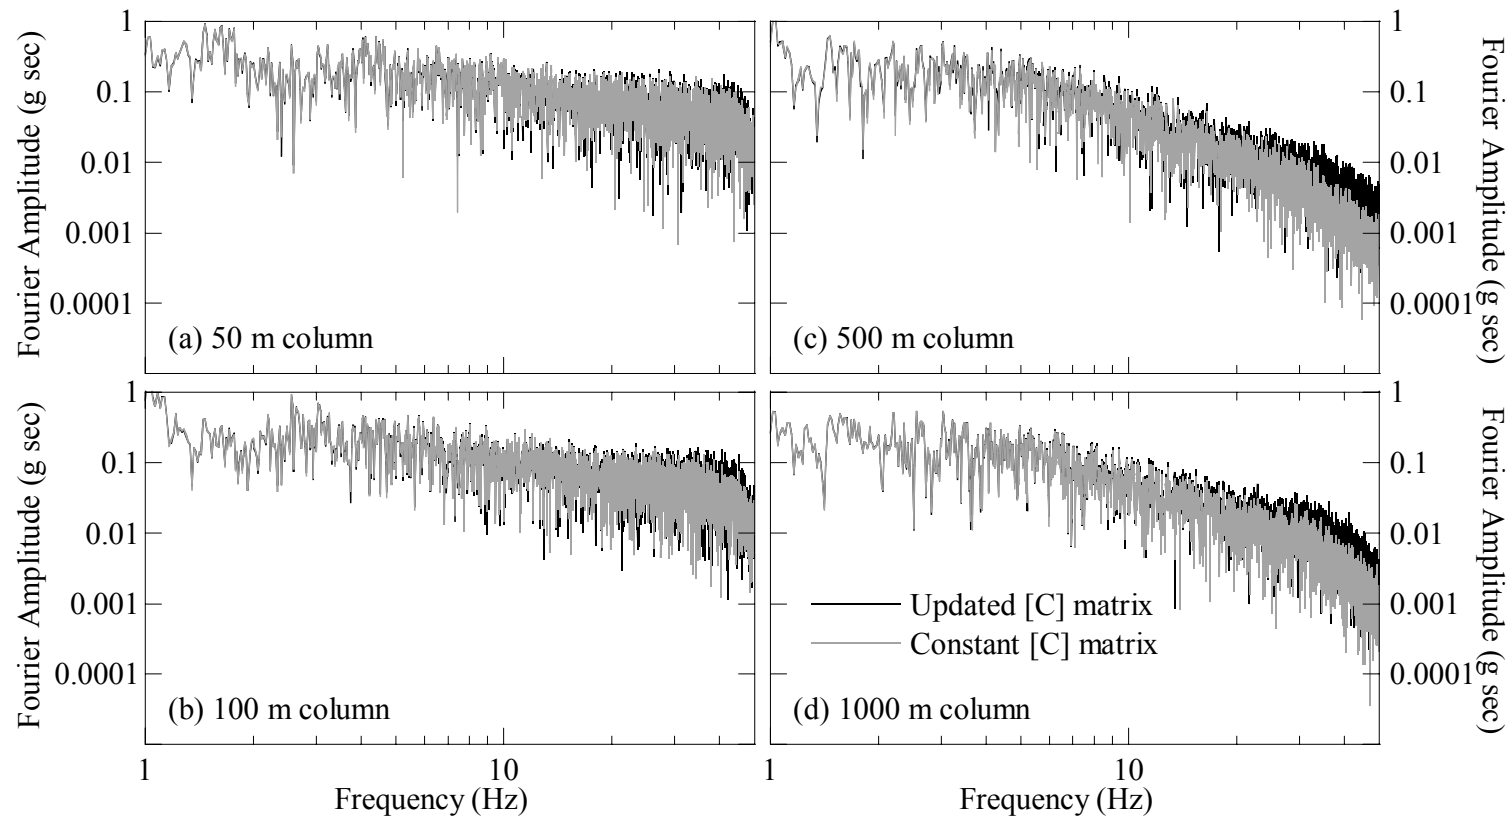 Fourier Amplitude (g sec)
1
0.1
0.01
0.001
0.0001
(a) 50 m column
1
0.1
0.01
0.001
0.0001
Fourier Amplitude (g sec)
(c) 500 m column
Fourier Amplitude (g sec)
1
0.1
0.01
0.001
0.0001
(b) 100 m column
1
10
Frequency (Hz)
1
0.1
0.01
0.001
0.0001
Fourier Amplitude (g sec)
Updated [C] matrix
Constant [C] matrix
(d) 1000 m column
1
10
Frequency (Hz)